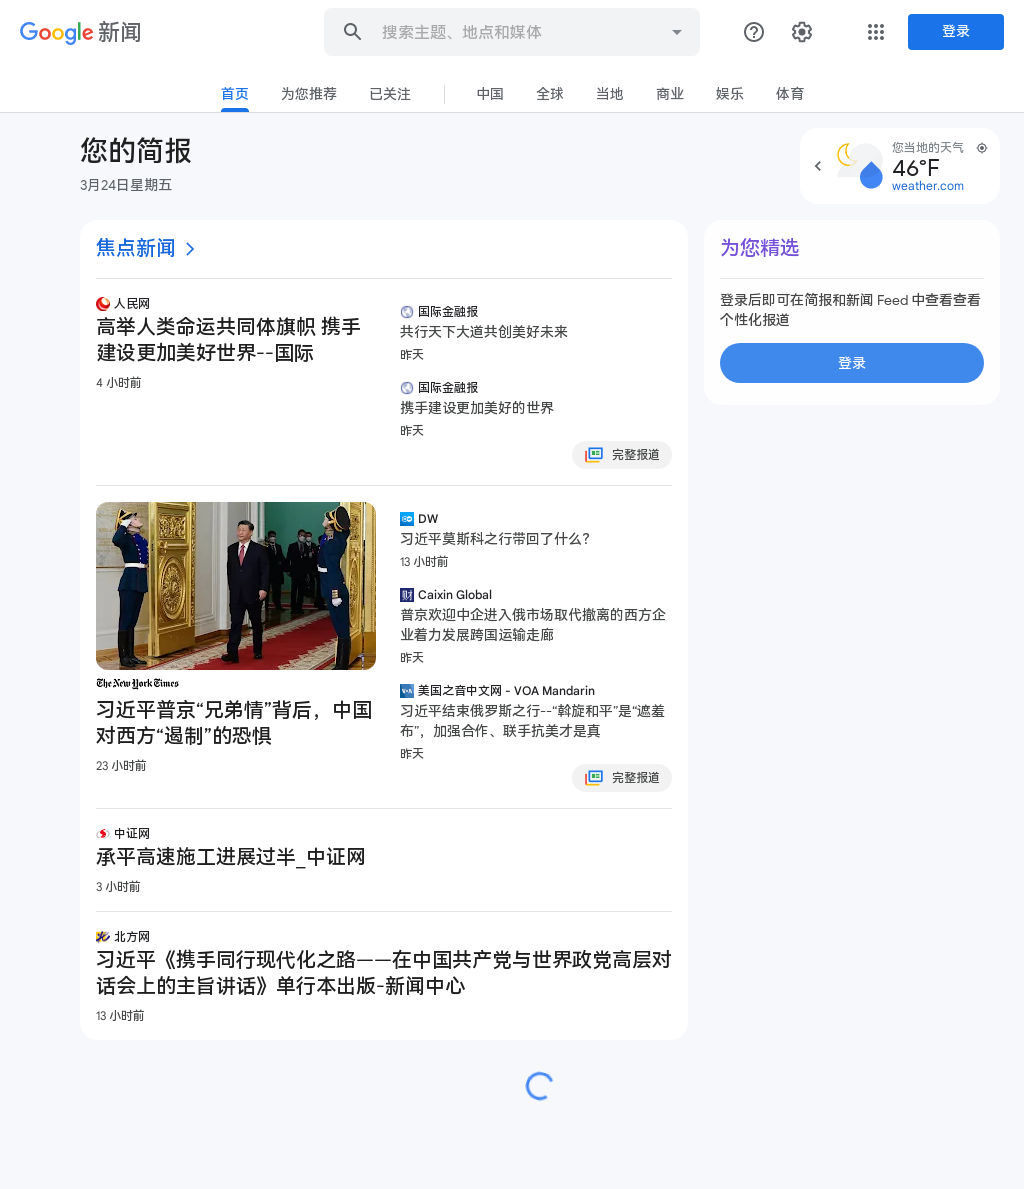 Google 新闻
搜索主题、地点和媒体
登录
首页
为您推荐
已关注
中国
全球
当地
商业
娱乐
体育
您的简报
3月24日星期五
您当地的天气
46°F
weather.com
焦点新闻
人民网
高举人类命运共同体旗帜 携手
建设更加美好世界--国际
4 小时前
国际金融报
共行天下大道共创美好未来
昨天
国际金融报
携手建设更加美好的世界
昨天
完整报道
The New York Times
习近平普京“兄弟情”背后，中国
对西方“遏制”的恐惧
23 小时前
DW
习近平莫斯科之行带回了什么？
13 小时前
Caixin Global
普京欢迎中企进入俄市场取代撤离的西方企
业着力发展跨国运输走廊
昨天
美国之音中文网 - VOA Mandarin
习近平结束俄罗斯之行--“斡旋和平”是“遮羞
布”，加强合作、联手抗美才是真
昨天
完整报道
中证网
承平高速施工进展过半_中证网
3 小时前
北方网
习近平《携手同行现代化之路——在中国共产党与世界政党高层对
话会上的主旨讲话》单行本出版-新闻中心
13 小时前
为您精选
登录后即可在简报和新闻 Feed 中查看查看
个性化报道
登录